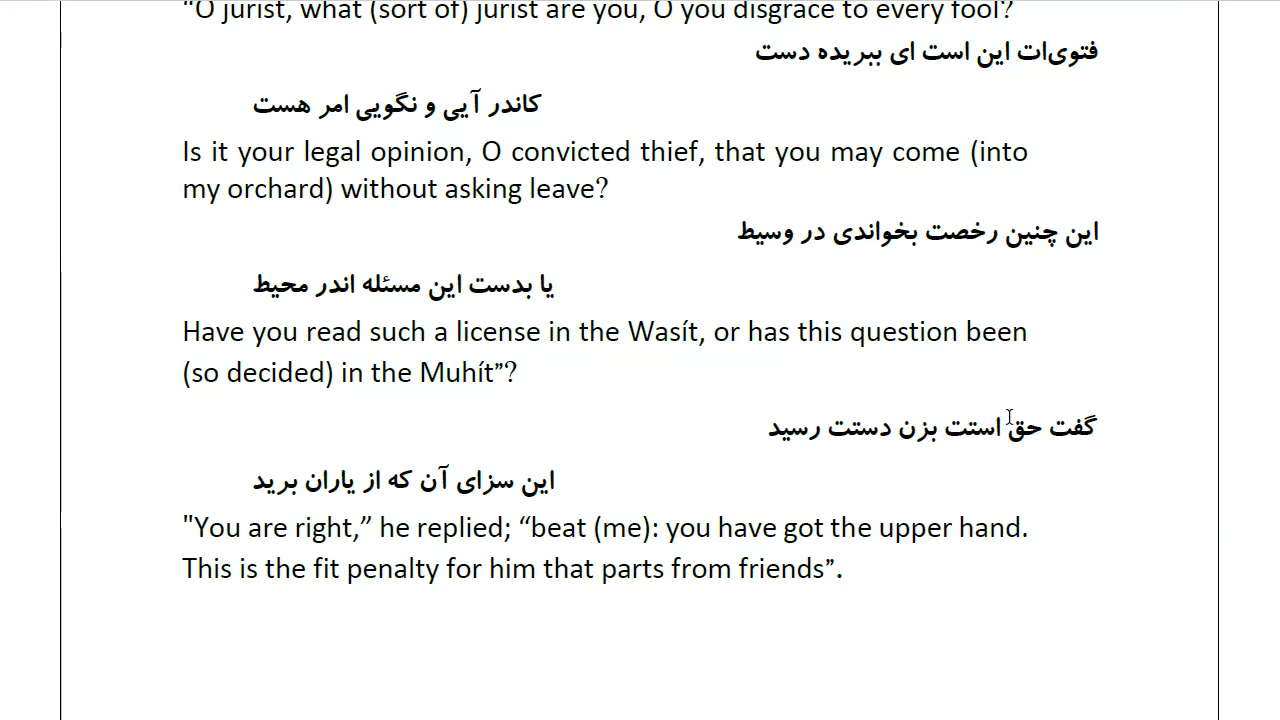 "O jurist, what (sort of) jurist are you, O you disgrace to every fool?
فتوی‌ات این است ای ببریده دست
کاندر آیی و نگویی امر هست
Is it your legal opinion, O convicted thief, that you may come (into
my orchard) without asking leave?
این چنین رخصت بخواندی در وسیط
یا بدست این مسئله اندر محیط
Have you read such a license in the Wasít, or has this question been
(so decided) in the Muhít”?
گفت حق استت بزن دستت رسید
این سزای آن که از یاران برید
"You are right,” he replied; “beat (me): you have got the upper hand.
This is the fit penalty for him that parts from friends”.